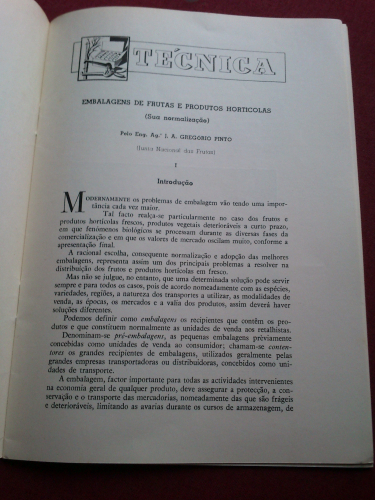 TÉCNICA
EMBALAGENS DE FRUTAS E PRODUTOS HORTÍCOLAS
(Sua normalização)
Pelo Eng. Ag.º J. A. GREGÓRIO PINTO
(Junta Nacional das Frutas)
I
Introdução
MODERNAMENTE os problemas de embalagem vão tendo uma impor-
tância cada vez maior.
Tal facto realça-se particularmente no caso dos frutos e
produtos hortícolas frescos, produtos vegetais deterioráveis a curto prazo,
em que fenómenos biológicos se processam durante as diversas fases da
comercialização e em que os valores de mercado oscilam muito, conforme a
apresentação final.
A racional escolha, consequente normalização e adopção das melhores
embalagens, representa assim um dos principais problemas a resolver na
distribuição dos frutos e produtos hortícolas em fresco.
Mas não se julgue, no entanto, que uma determinada solução pode servir
sempre e para todos os casos, pois de acordo nomeadamente com as espécies,
variedades, regiões, a natureza dos transportes a utilizar, as modalidades de
venda, as épocas, os mercados e a valia dos produtos, assim deverá haver
soluções diferentes.
Podemos definir como embalagens os recipientes que contêm os pro-
dutos e que constituem normalmente as unidades de venda aos retalhistas.
Denominam-se pré-embalagens, as pequenas embalagens prèviamente
concebidas como unidades de venda ao consumidor; chamam-se conten-
tores os grandes recipientes de embalagens, utilizados geralmente pelas
grandes empresas transportadoras ou distribuidoras, concebidos como uni-
dades de transporte.
A embalagem, factor importante para todas as actividades intervenientes
na economia geral de qualquer produto, deve assegurar a protecção, a con-
servação e o transporte das mercadorias, nomeadamente das que são frágeis
e deterioráveis, limitando as avarias durante os cursos de armazenagem, de